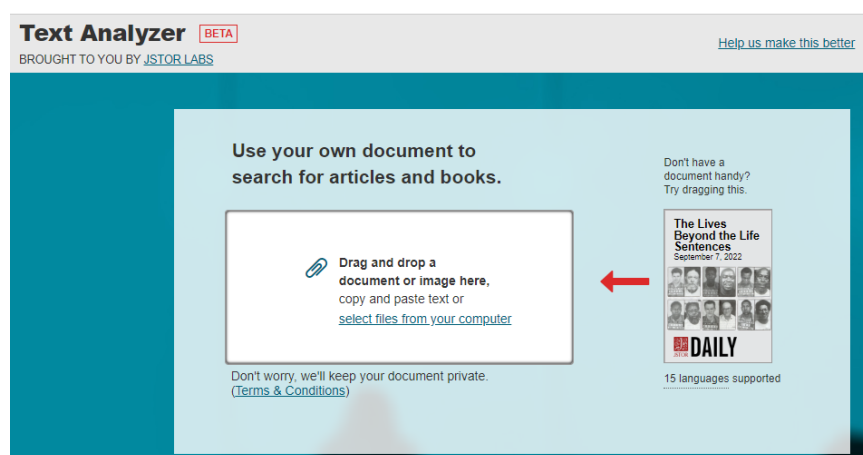 Text Analyzer BETA
BROUGHT TO YOU BY JSTOR LABS
Help us make this better
Use your own document to
search for articles and books.
Drag and drop a
document or image here,
copy and paste text or
select files from your computer
Don't worry, we'll keep your document private.
(Terms & Conditions)
Don't have a
document handy?
Try dragging this.
The Lives
Beyond the Life
Sentences
September 7, 2022
JSTOR DAILY
15 languages supported